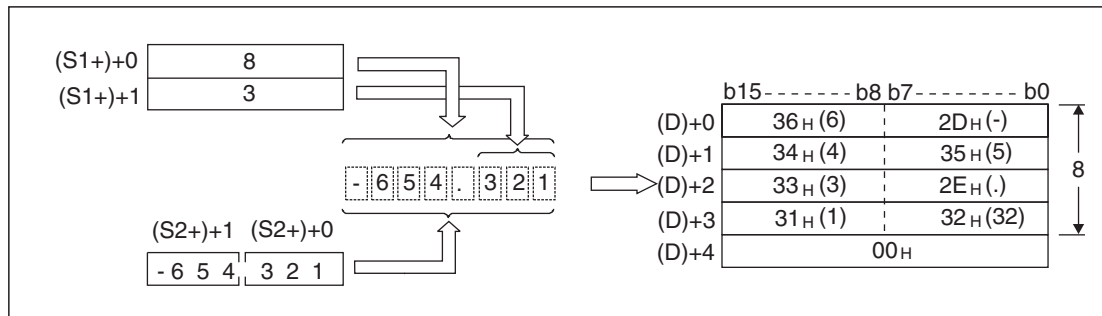 (S1+)+0 8
(S1+)+1 3
- 6 5 4 . 3 2 1
(S2+)+1 (S2+)+0
- 6 5 4 3 2 1
b15 - - - - - - - b8 b7 - - - - - - - b0
(D)+0 36H(6) 2DH(-)
(D)+1 34H(4) 35H(5)
(D)+2 33H(3) 2EH(.)
(D)+3 31H(1) 32H(32)
8
(D)+4 00H